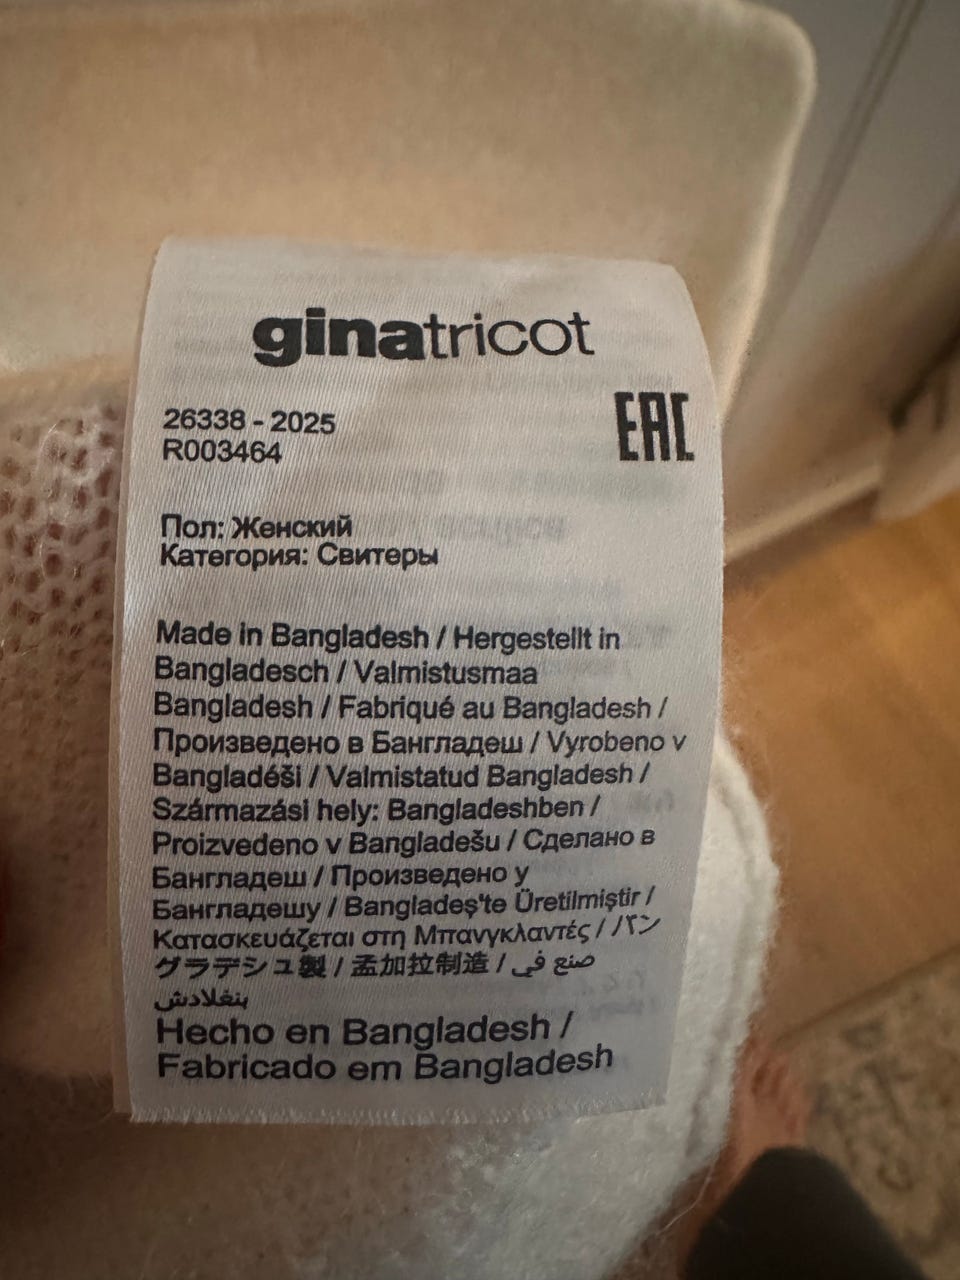 ginatricot
26338 - 2025
R003464
EAC
Пол: Женский
Категория: Свитеры
Made in Bangladesh / Hergestellt in
Bangladesch / Valmistusmaa
Bangladesh / Fabriqué au Bangladesh /
Произведено в Бангладеш / Vyrobeno v
Bangladéši / Valmistatud Bangladesh /
Származási hely: Bangladeshben /
Proizvedeno v Bangladešu / Сделано в
Бангладеш / Произведено у
Бангладешу / Bangladeş'te Üretilmiştir /
Κατασκευάζεται στη Μπανγκλαντές / バン
グラデシュ製 / 孟加拉制造 / صنع في
بنغلادش
Hecho en Bangladesh /
Fabricado em Bangladesh